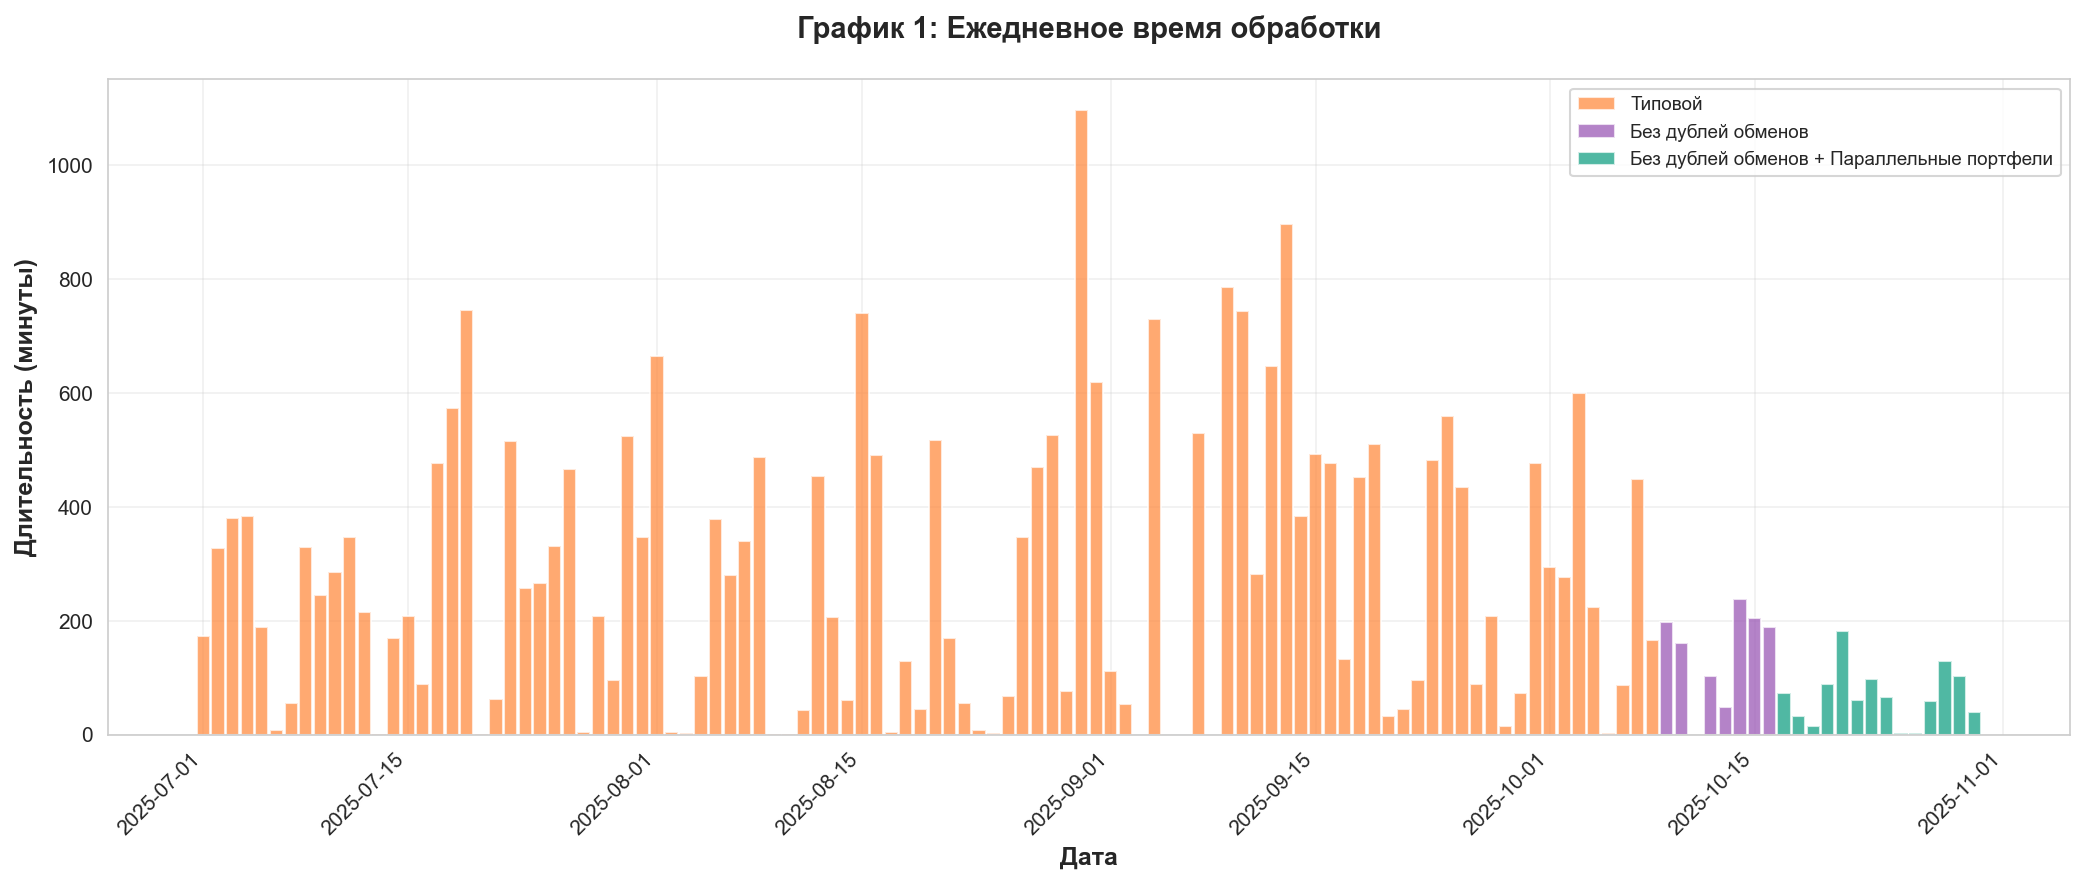 График 1: Ежедневное время обработки
Типовой
Без дублей обменов
Без дублей обменов + Параллельные портфели
Длительность (минуты)
1000
800
600
400
200
0
2025-07-01
2025-07-15
2025-08-01
2025-08-15
2025-09-01
2025-09-15
2025-10-01
2025-10-15
2025-11-01
Дата